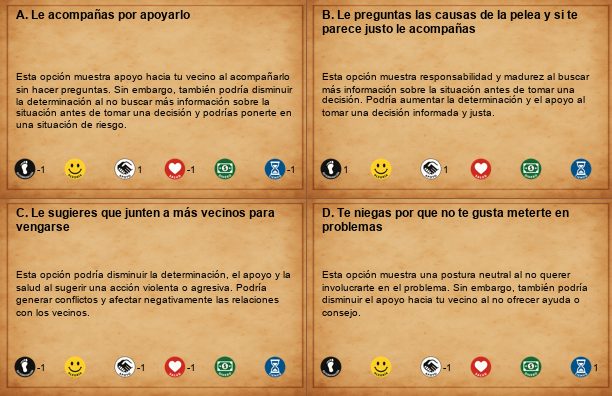 A. Le acompañas por apoyarlo
Esta opción muestra apoyo hacia tu vecino al acompañarlo
sin hacer preguntas. Sin embargo, también podría disminuir
la determinación al no buscar más información sobre la
situación antes de tomar una decisión y podrías ponerte en
una situación de riesgo.
-1 1 -1 -1
B. Le preguntas las causas de la pelea y si te
parece justo le acompañas
Esta opción muestra responsabilidad y madurez al buscar
más información sobre la situación antes de tomar una
decisión. Podría aumentar la determinación y el apoyo al
tomar una decisión informada y justa.
1 1
C. Le sugieres que junten a más vecinos para
vengarse
Esta opción podría disminuir la determinación, el apoyo y la
salud al sugerir una acción violenta o agresiva. Podría
generar conflictos y afectar negativamente las relaciones
con los vecinos.
-1 -1 -1
D. Te niegas por que no te gusta meterte en
problemas
Esta opción muestra una postura neutral al no querer
involucrarte en el problema. Sin embargo, también podría
disminuir el apoyo hacia tu vecino al no ofrecer ayuda o
consejo.
-1 1